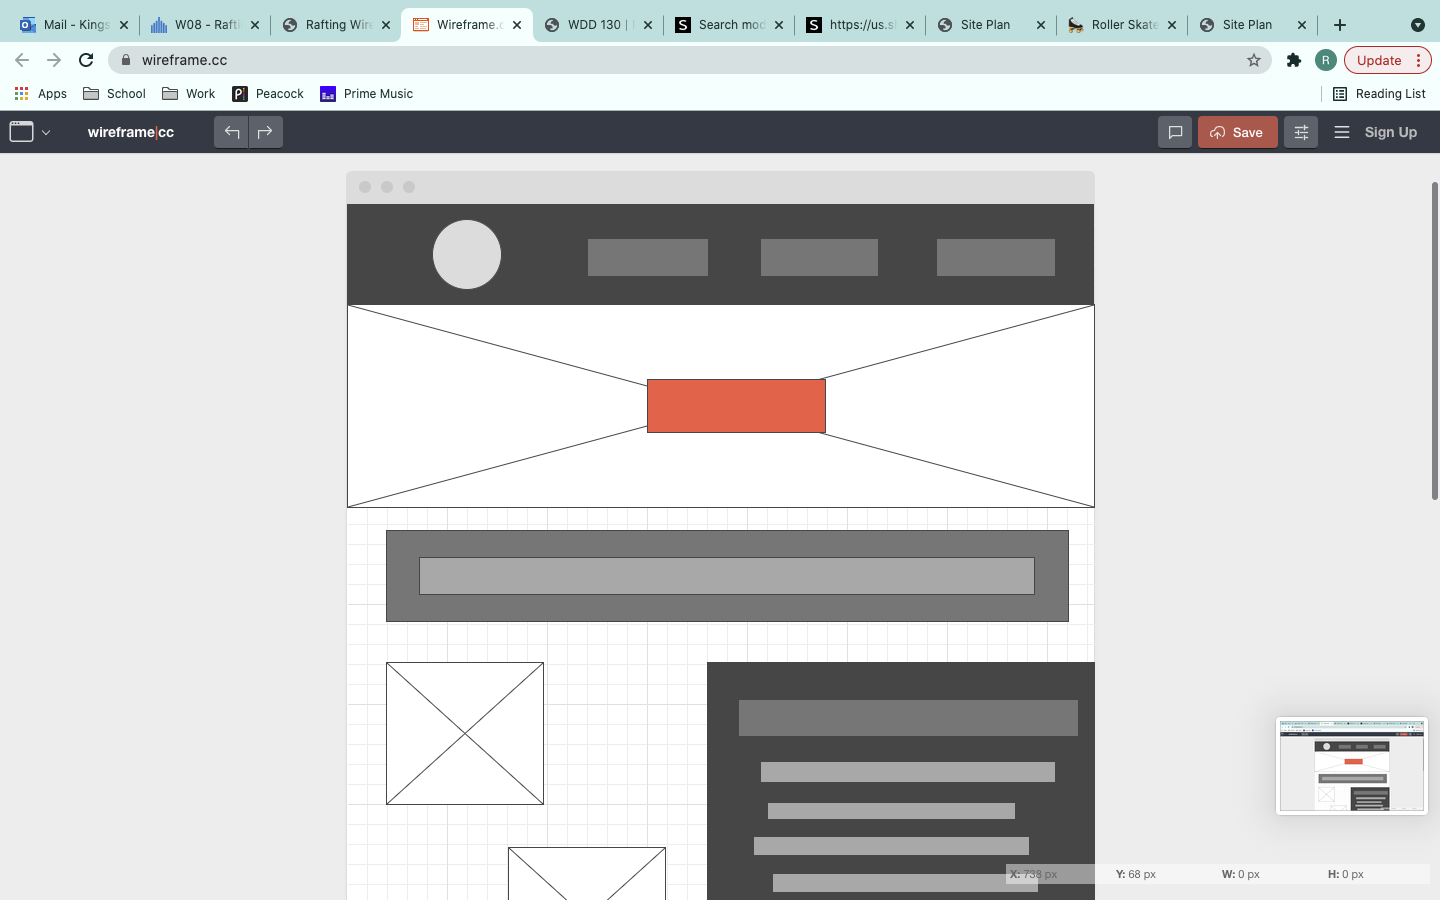 Mail - Kings
W08 - Rafti
Rafting Wire
Wireframe.c
WDD 130 |
Search mod
https://us.s
Site Plan
Roller Skate
Site Plan
wireframe.cc
R
Update
Apps
School
Work
Peacock
Prime Music
Reading List
wireframe|cc
Save
Sign Up
X: 738 px
Y: 68 px
W: 0 px
H: 0 px